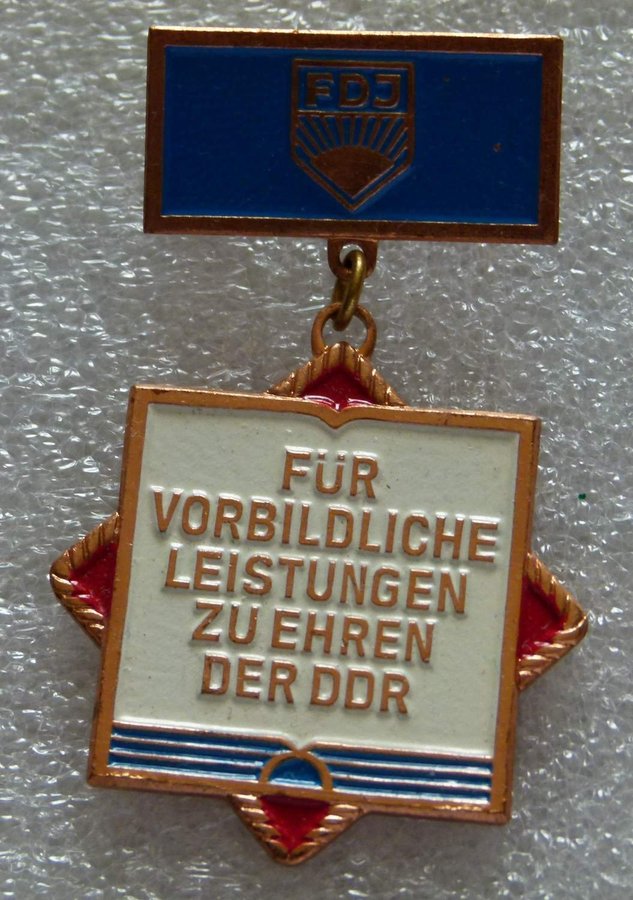 FDJ
FÜR
VORBILDLICHE
LEISTUNGEN
ZU EHREN
DER DDR